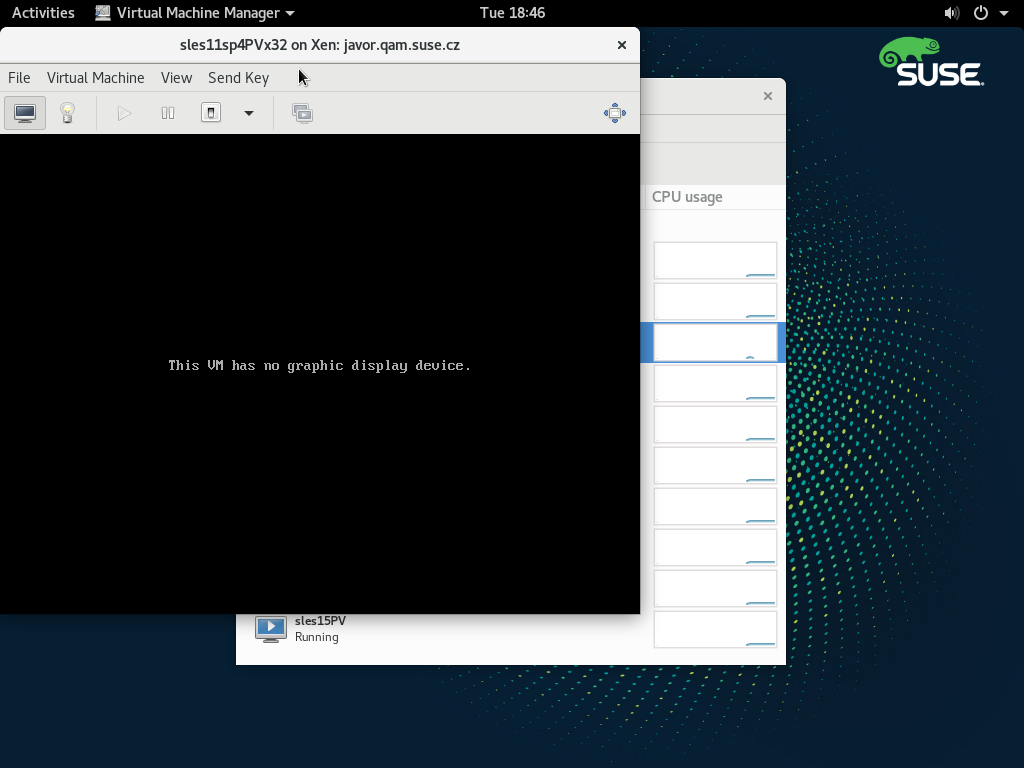 Activities Virtual Machine Manager Tue 18:46
sles11sp4PVx32 on Xen: javor.qam.suse.cz
File Virtual Machine View Send Key
SUSE
CPU usage
This VM has no graphic display device.
sles15PV
Running